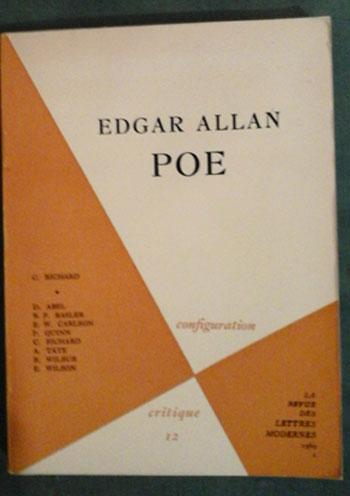 EDGAR ALLAN
POE
C. RICHARD
D. ABEL
R. P. BASLER
E. W. CARLSON
P. QUINN
C. RICHARD
A. TATE
R. WILBUR
E. WILSON
configuration
critique
12
LA
REVUE
DES
LETTRES
MODERNES
1969